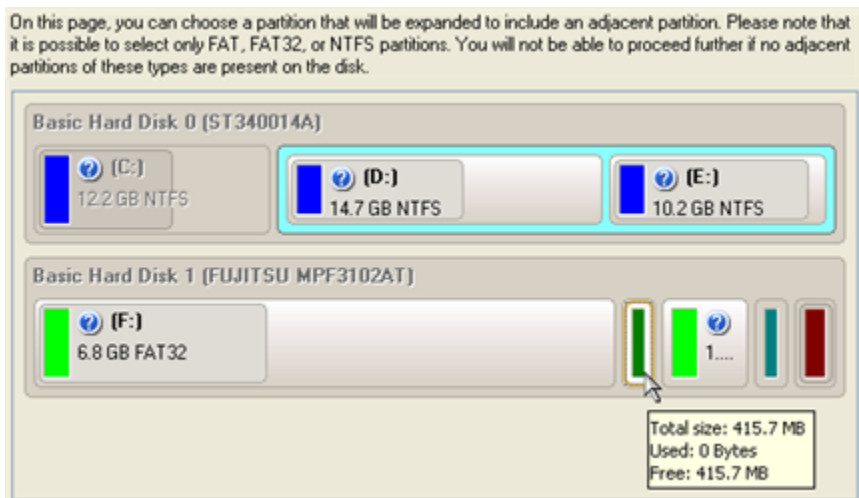 On this page, you can choose a partition that will be expanded to include an adjacent partition. Please note that
it is possible to select only FAT, FAT32, or NTFS partitions. You will not be able to proceed further if no adjacent
partitions of these types are present on the disk.
Basic Hard Disk 0 (ST340014A)
(C:)
12.2 GB NTFS
(D:)
14.7 GB NTFS
(E:)
10.2 GB NTFS
Basic Hard Disk 1 (FUJITSU MPF3102AT)
(F:)
6.8 GB FAT32
1....
Total size: 415.7 MB
Used: 0 Bytes
Free: 415.7 MB